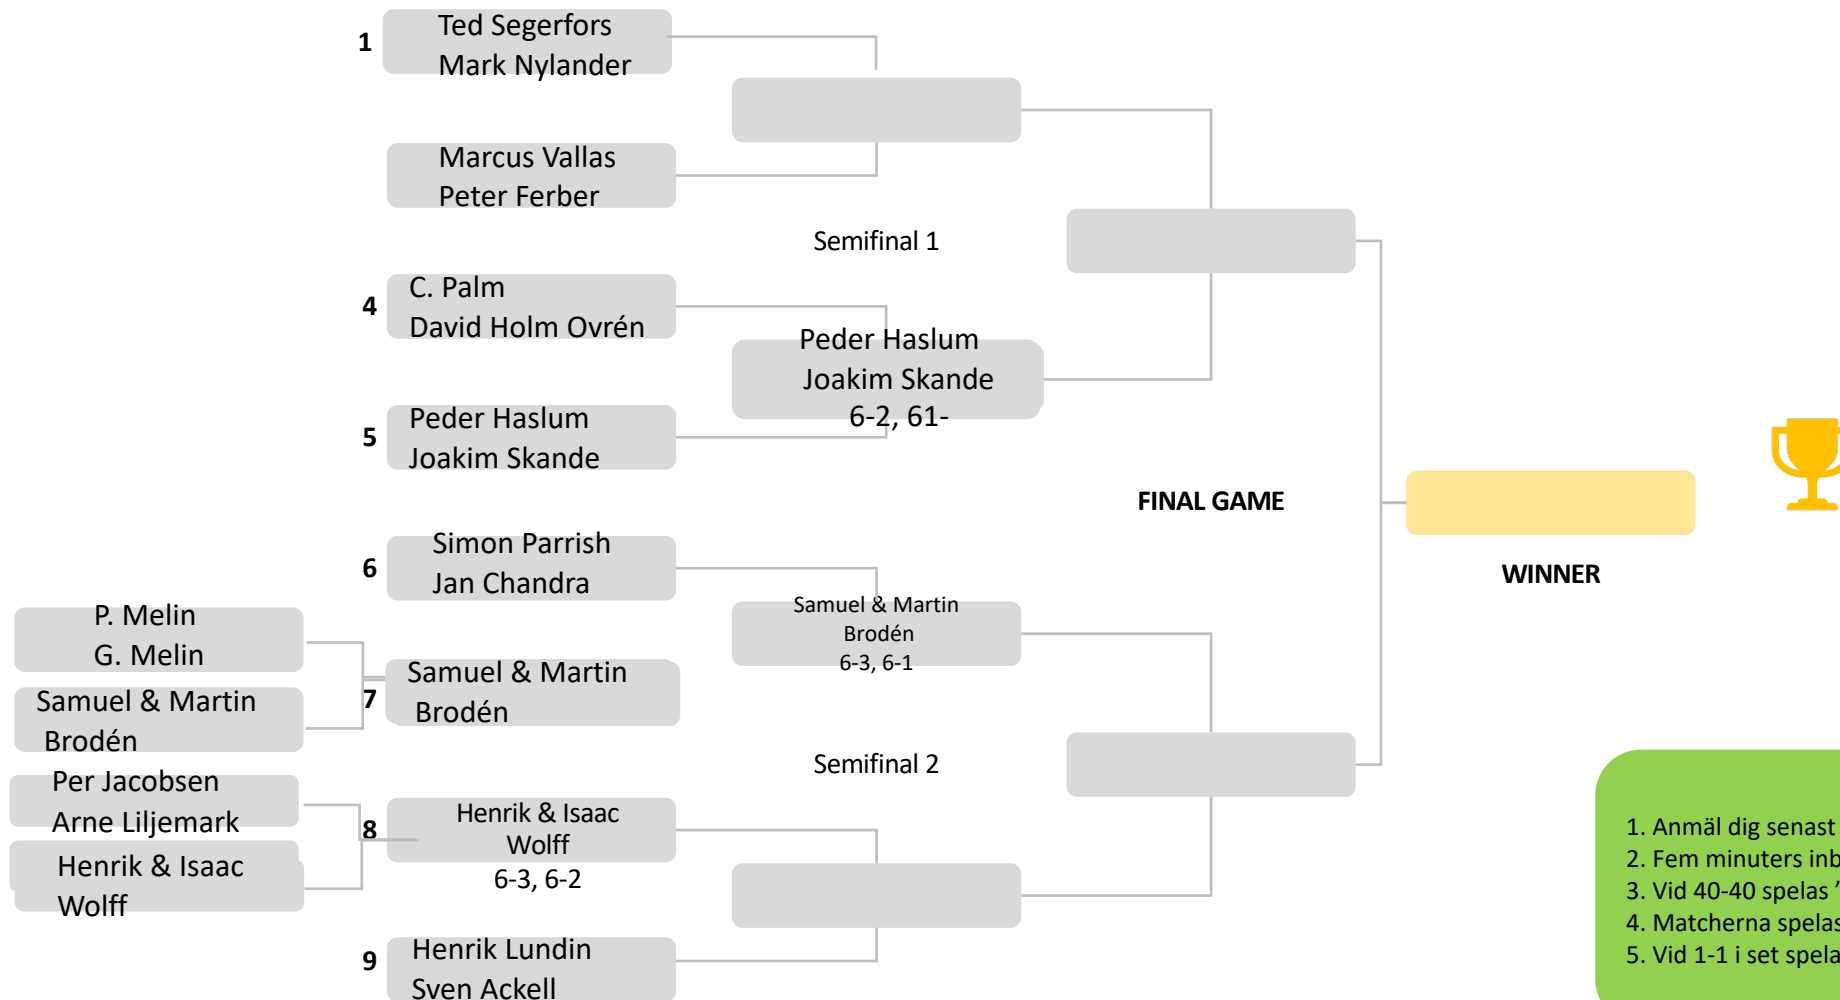 1
Ted Segerfors
Mark Nylander
Marcus Vallas
Peter Ferber
Semifinal 1
4
C. Palm
David Holm Ovrén
Peder Haslum
Joakim Skande
6-2, 61-
5
Peder Haslum
Joakim Skande
FINAL GAME
WINNER
6
Simon Parrish
Jan Chandra
P. Melin
G. Melin
Samuel & Martin
Brodén
7
Samuel & Martin
Brodén
Samuel & Martin
Brodén
6-3, 6-1
Semifinal 2
Per Jacobsen
Arne Liljemark
Henrik & Isaac
Wolff
8
Henrik & Isaac
Wolff
6-3, 6-2
9
Henrik Lundin
Sven Ackell
1. Anmäl dig senast
2. Fem minuters inb
3. Vid 40-40 spelas ’
4. Matcherna spelas
5. Vid 1-1 i set spela